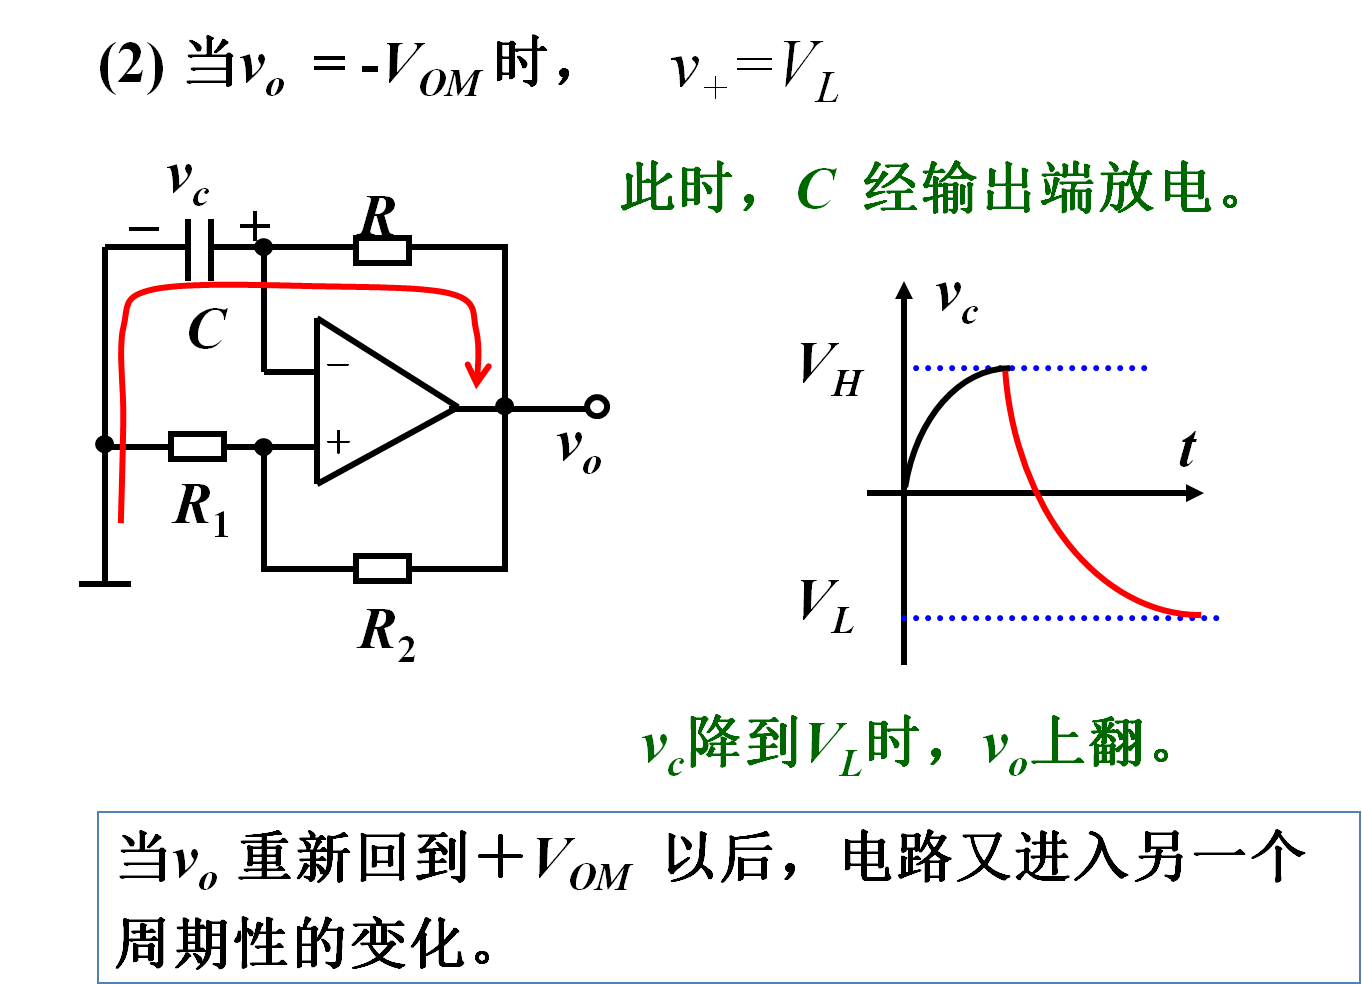 (2) 当vo = -VOM 时， v+=VL
此时，C 经输出端放电。
vc
− +
R
C
−
+
vo
R1
R2
vc
VH
t
VL
vc降到VL时，vo上翻。
当vo 重新回到＋VOM 以后，电路又进入另一个
周期性的变化。